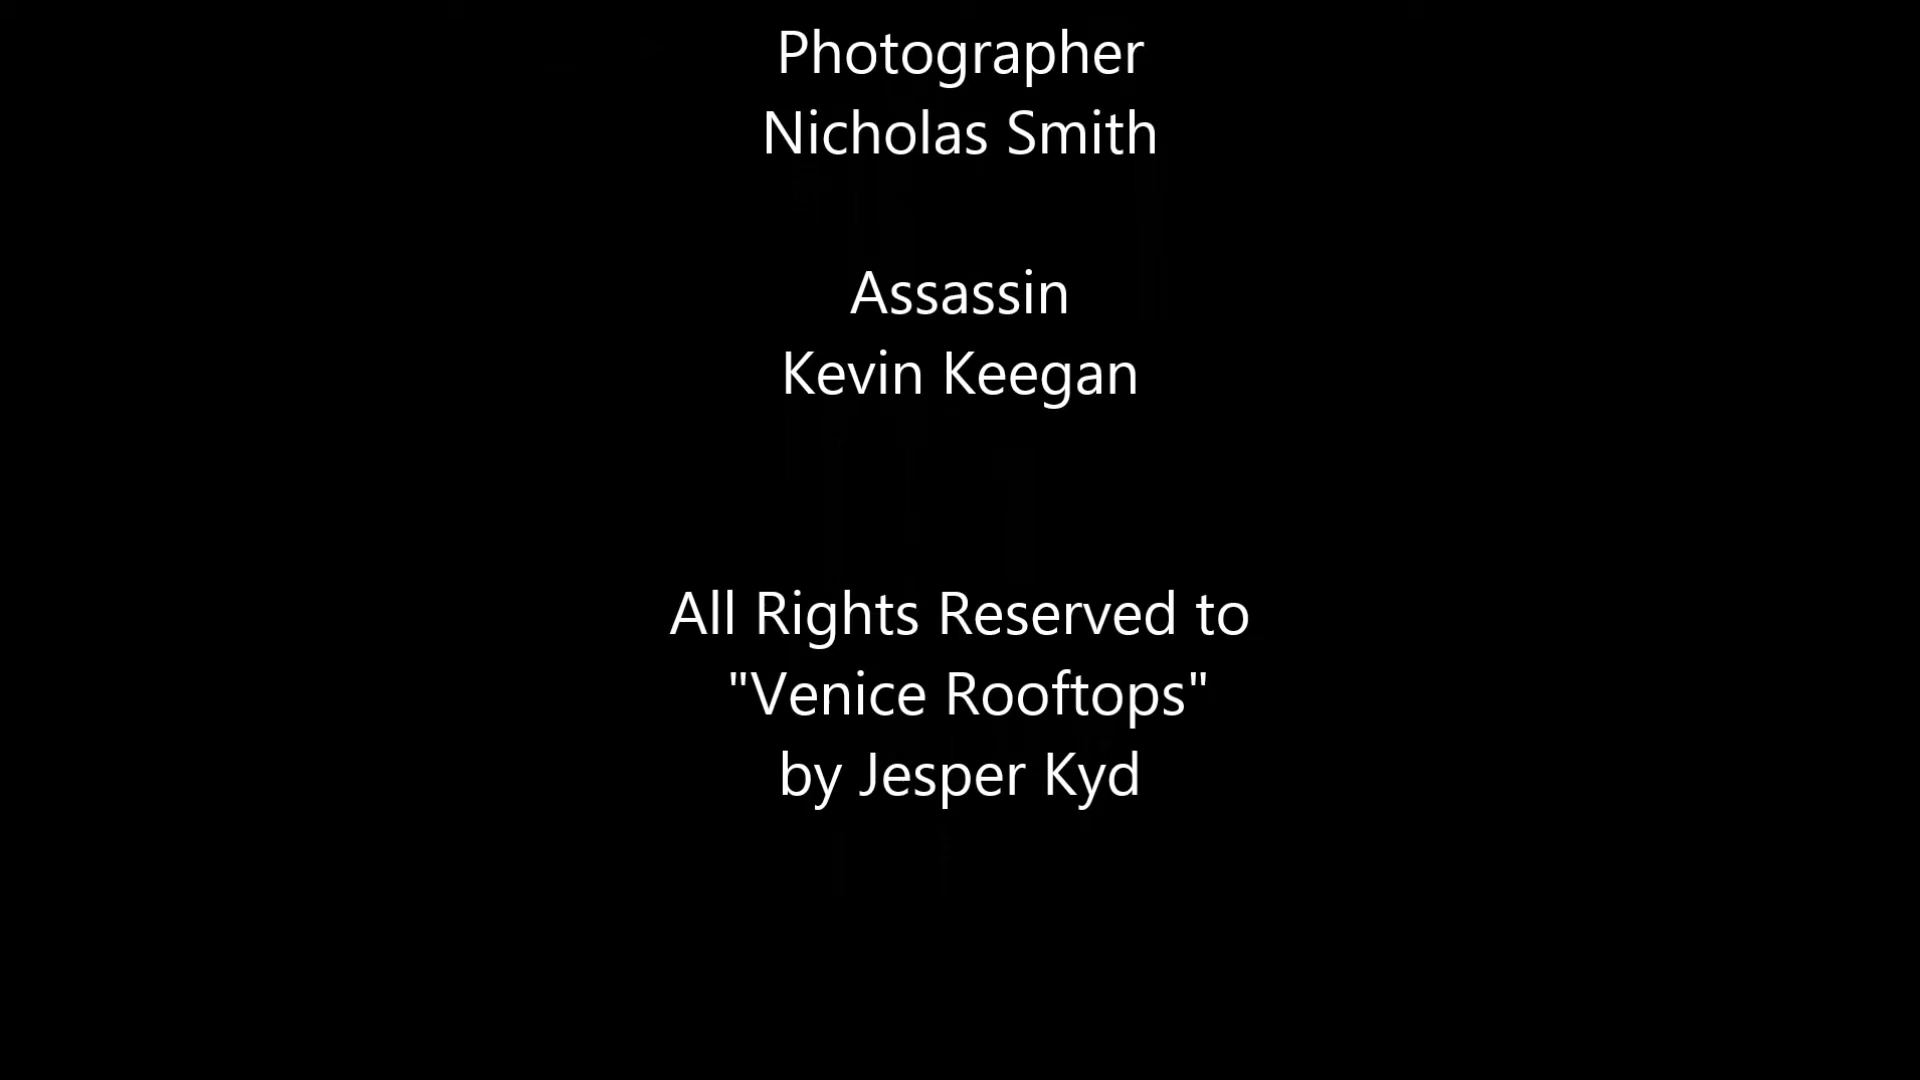 Photographer
Nicholas Smith
Assassin
Kevin Keegan
All Rights Reserved to
"Venice Rooftops"
by Jesper Kyd